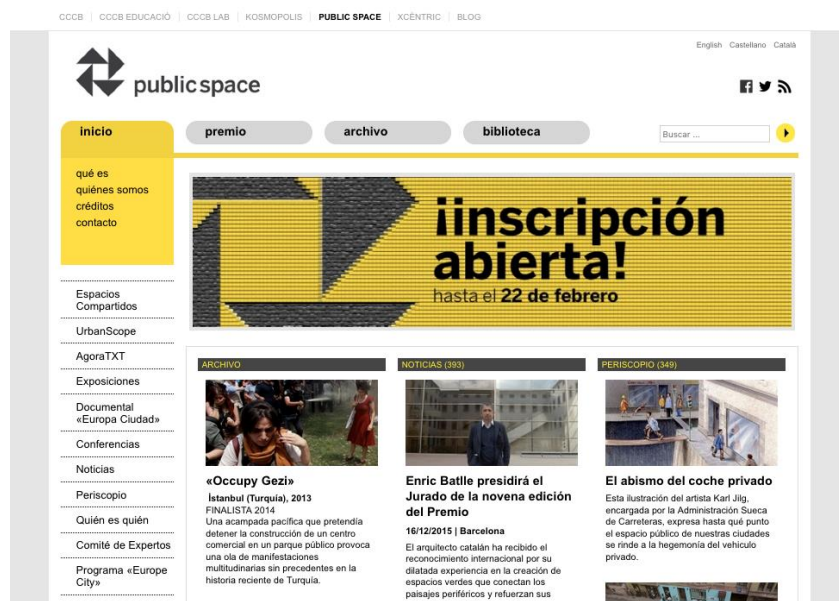 CCCB
CCCB EDUCACIÓ
CCCB LAB
KOSMOPOLIS
PUBLIC SPACE
XCÈNTRIC
BLOG
English Castellano Català
public space
inicio
premio
archivo
biblioteca
Buscar ...
qué es
quiénes somos
créditos
contacto
¡inscripción
abierta!
hasta el 22 de febrero
Espacios
Compartidos
UrbanScope
AgoraTXT
Exposiciones
Documental
«Europa Ciudad»
Conferencias
Noticias
Periscopio
Quién es quién
Comité de Expertos
Programa «Europe
City»
ARCHIVO
«Occupy Gezi»
İstanbul (Turquía), 2013
FINALISTA 2014
Una acampada pacífica que pretendía
detener la construcción de un centro
comercial en un parque público provoca
una ola de manifestaciones
multitudinarias sin precedentes en la
historia reciente de Turquía.
NOTICIAS (393)
Enric Batlle presidirá el
Jurado de la novena edición
del Premio
16/12/2015 | Barcelona
El arquitecto catalán ha recibido el
reconocimiento internacional por su
dilatada experiencia en la creación de
espacios verdes que conectan los
paisajes periféricos y refuerzan sus
PERISCOPIO (349)
El abismo del coche privado
Esta ilustración del artista Karl Jilg,
encargada por la Administración Sueca
de Carreteras, expresa hasta qué punto
el espacio público de nuestras ciudades
se rinde a la hegemonía del vehiculo
privado.